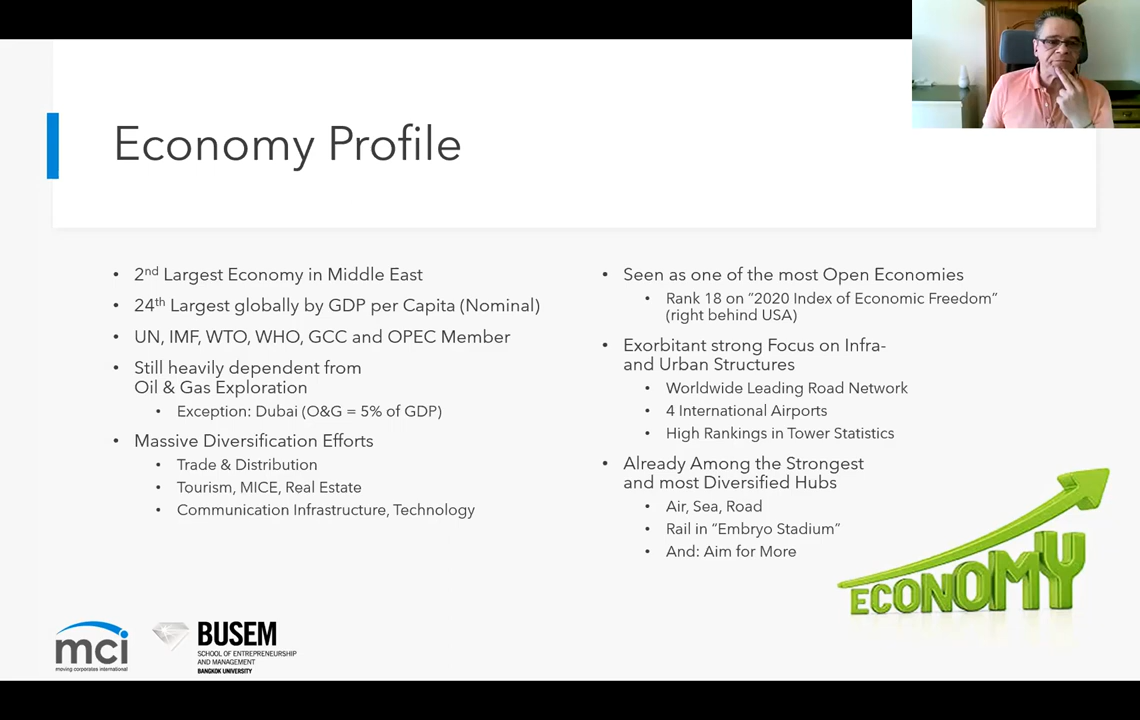 Economy Profile
• 2nd Largest Economy in Middle East
• 24th Largest globally by GDP per Capita (Nominal)
• UN, IMF, WTO, WHO, GCC and OPEC Member
• Still heavily dependent from
Oil & Gas Exploration
• Exception: Dubai (O&G = 5% of GDP)
• Massive Diversification Efforts
• Trade & Distribution
• Tourism, MICE, Real Estate
• Communication Infrastructure, Technology
• Seen as one of the most Open Economies
• Rank 18 on “2020 Index of Economic Freedom”
(right behind USA)
• Exorbitant strong Focus on Infra-
and Urban Structures
• Worldwide Leading Road Network
• 4 International Airports
• High Rankings in Tower Statistics
• Already Among the Strongest
and most Diversified Hubs
• Air, Sea, Road
• Rail in “Embryo Stadium”
• And: Aim for More
ECONOMY
mci
moving corporates international
BUSEM
SCHOOL OF ENTREPRENEURSHIP
AND MANAGEMENT
BANGKOK UNIVERSITY